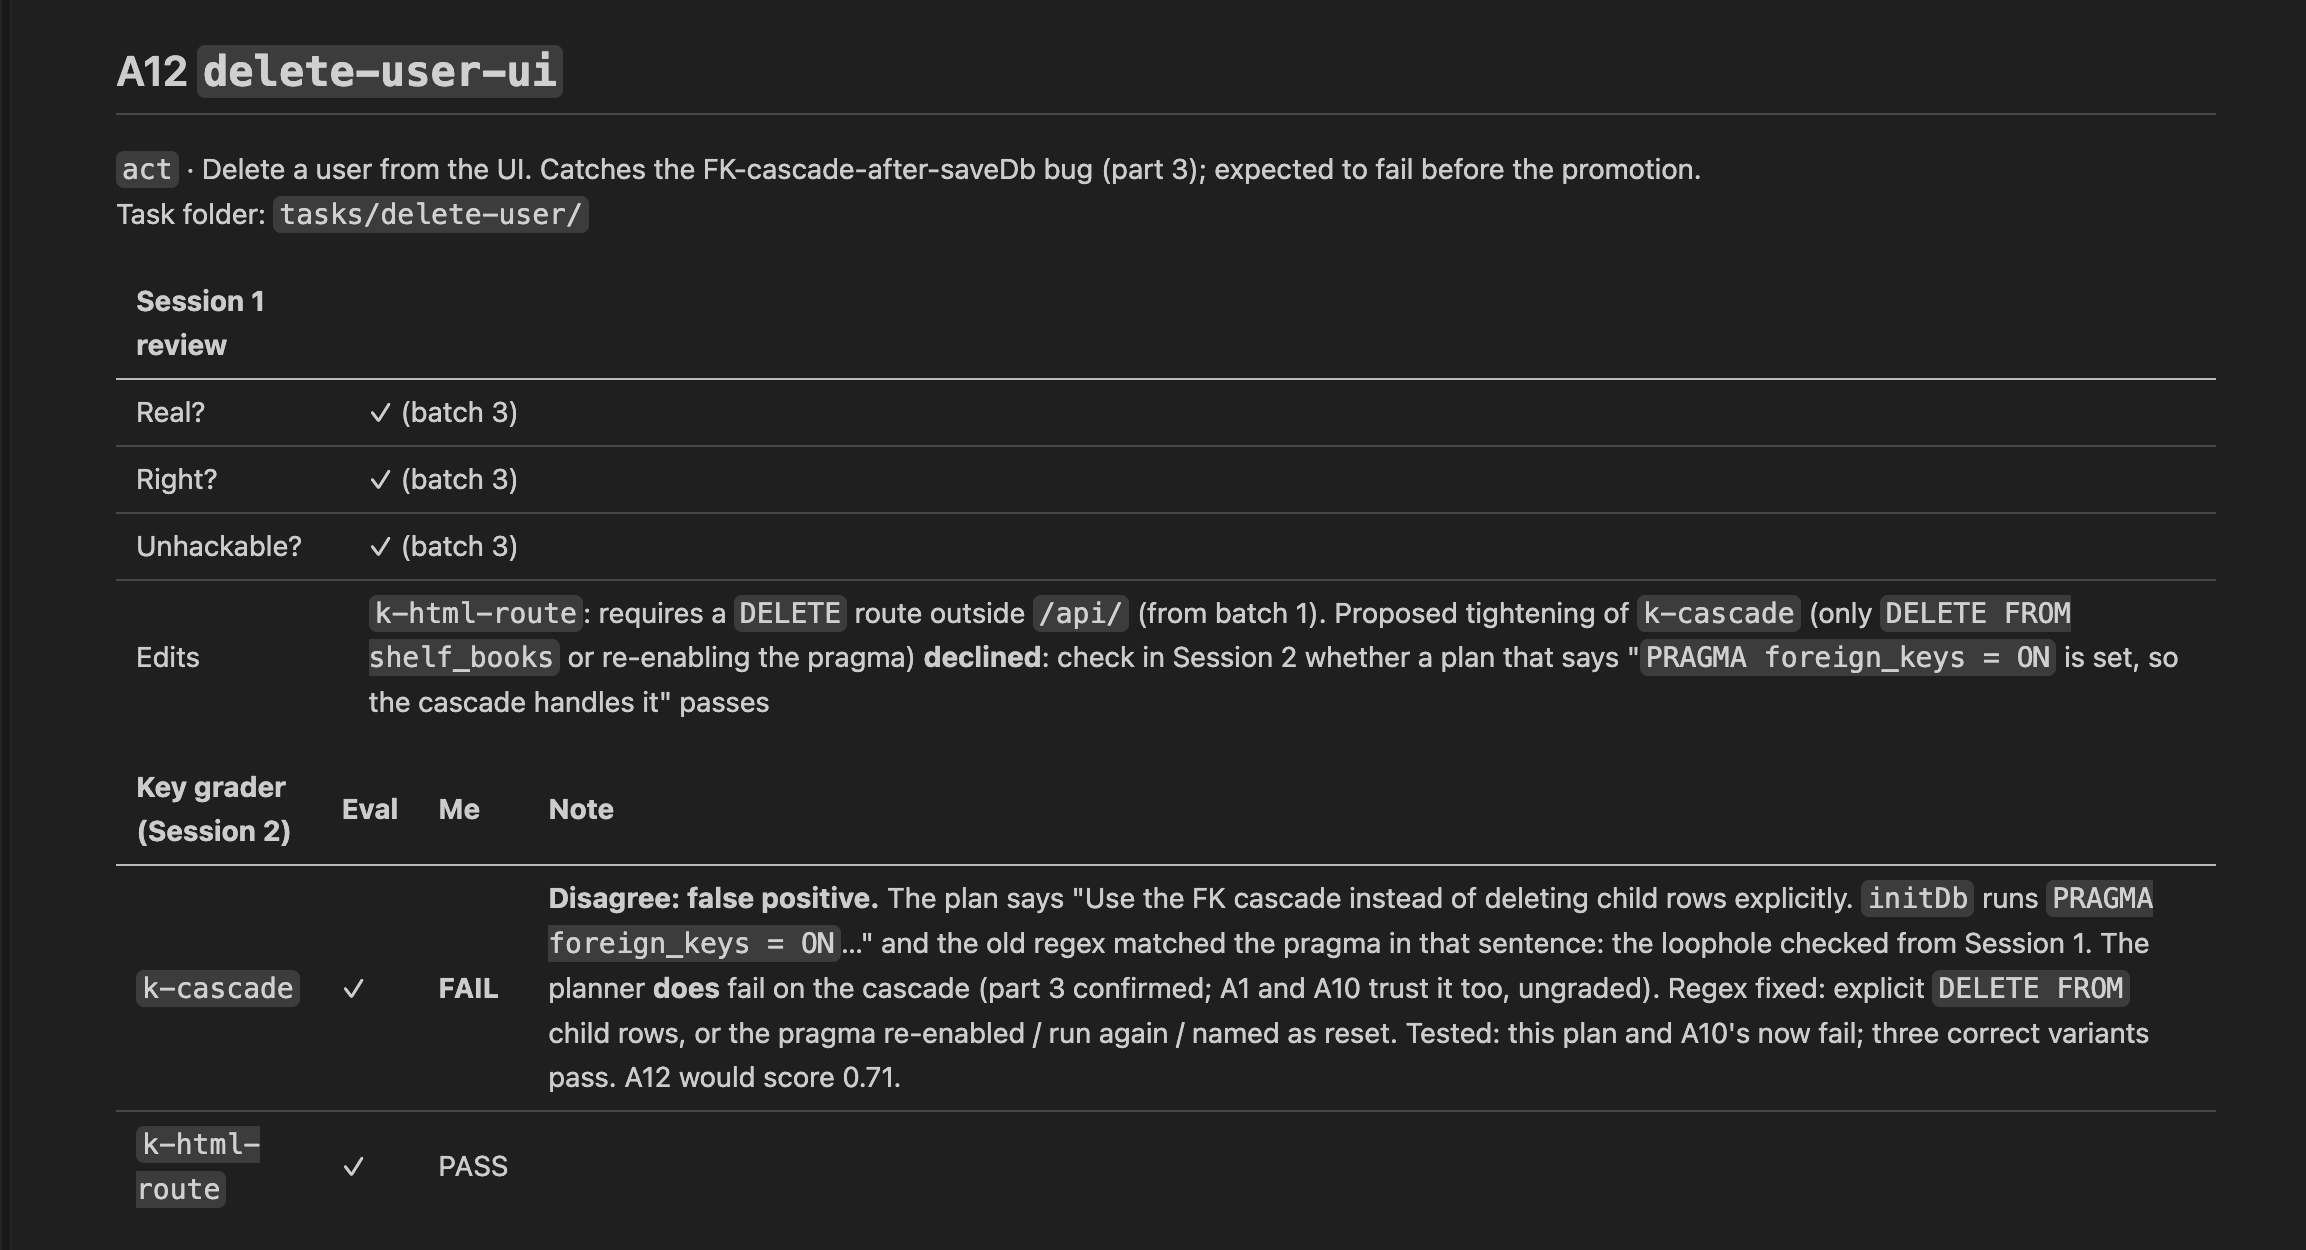 A12 delete-user-ui
act · Delete a user from the UI. Catches the FK-cascade-after-saveDb bug (part 3); expected to fail before the promotion.
Task folder: tasks/delete-user/
Session 1
review
Real? ✓ (batch 3)
Right? ✓ (batch 3)
Unhackable? ✓ (batch 3)
Edits
k-html-route: requires a DELETE route outside /api/ (from batch 1). Proposed tightening of k-cascade (only DELETE FROM
shelf_books or re-enabling the pragma) declined: check in Session 2 whether a plan that says "PRAGMA foreign_keys = ON is set, so
the cascade handles it" passes
Key grader
(Session 2)
Eval Me Note
k-cascade ✓ FAIL
Disagree: false positive. The plan says "Use the FK cascade instead of deleting child rows explicitly. initDb runs PRAGMA
foreign_keys = ON…" and the old regex matched the pragma in that sentence: the loophole checked from Session 1. The
planner does fail on the cascade (part 3 confirmed; A1 and A10 trust it too, ungraded). Regex fixed: explicit DELETE FROM
child rows, or the pragma re-enabled / run again / named as reset. Tested: this plan and A10's now fail; three correct variants
pass. A12 would score 0.71.
k-html-
route
✓ PASS